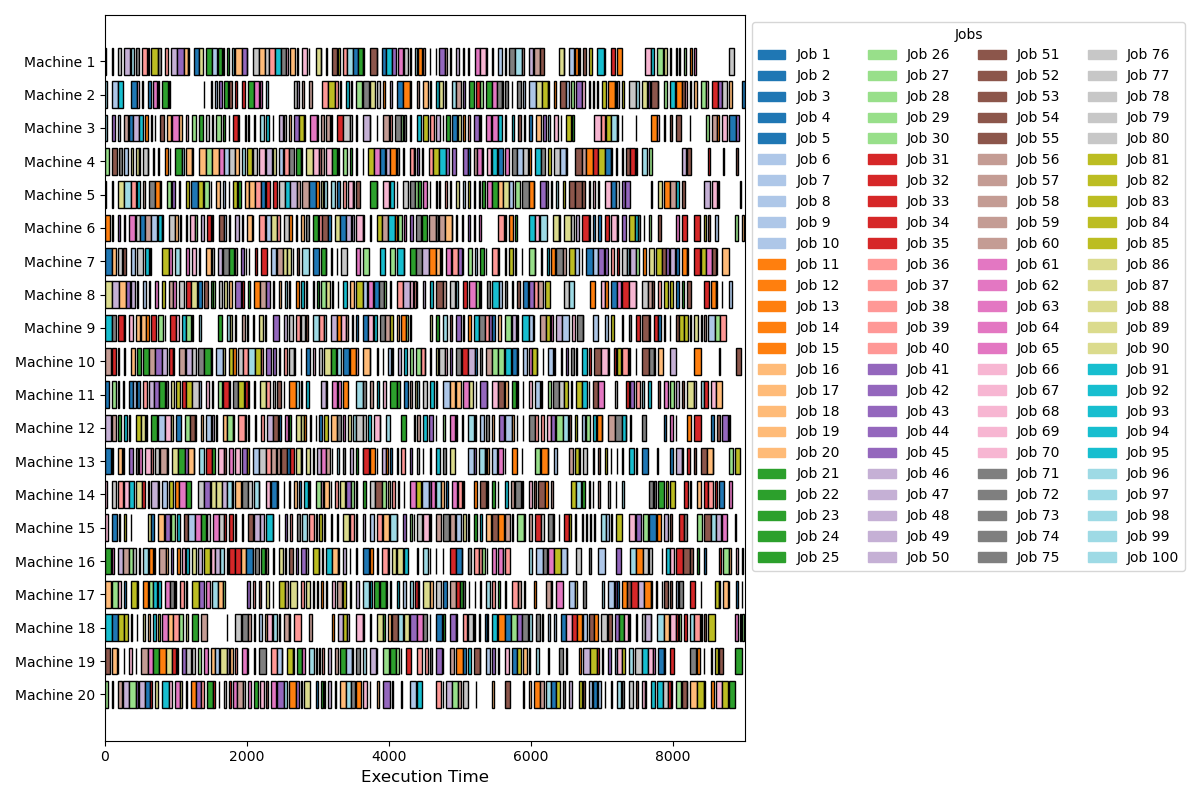 Machine 1
Machine 2
Machine 3
Machine 4
Machine 5
Machine 6
Machine 7
Machine 8
Machine 9
Machine 10
Machine 11
Machine 12
Machine 13
Machine 14
Machine 15
Machine 16
Machine 17
Machine 18
Machine 19
Machine 20
0 2000 4000 6000 8000
Execution Time
Jobs
Job 1 Job 26 Job 51 Job 76
Job 2 Job 27 Job 52 Job 77
Job 3 Job 28 Job 53 Job 78
Job 4 Job 29 Job 54 Job 79
Job 5 Job 30 Job 55 Job 80
Job 6 Job 31 Job 56 Job 81
Job 7 Job 32 Job 57 Job 82
Job 8 Job 33 Job 58 Job 83
Job 9 Job 34 Job 59 Job 84
Job 10 Job 35 Job 60 Job 85
Job 11 Job 36 Job 61 Job 86
Job 12 Job 37 Job 62 Job 87
Job 13 Job 38 Job 63 Job 88
Job 14 Job 39 Job 64 Job 89
Job 15 Job 40 Job 65 Job 90
Job 16 Job 41 Job 66 Job 91
Job 17 Job 42 Job 67 Job 92
Job 18 Job 43 Job 68 Job 93
Job 19 Job 44 Job 69 Job 94
Job 20 Job 45 Job 70 Job 95
Job 21 Job 46 Job 71 Job 96
Job 22 Job 47 Job 72 Job 97
Job 23 Job 48 Job 73 Job 98
Job 24 Job 49 Job 74 Job 99
Job 25 Job 50 Job 75 Job 100